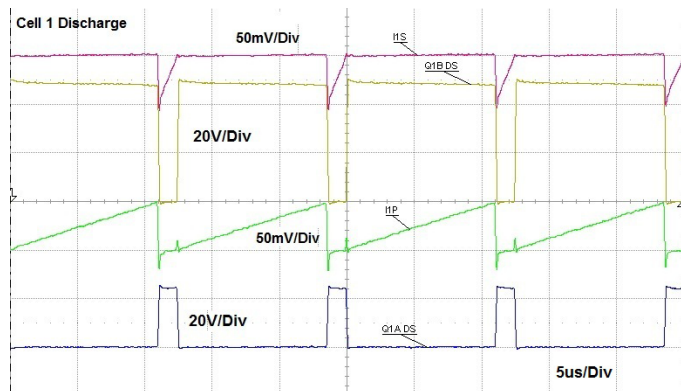 Cell 1 Discharge
50mV/Div
I1S
Q1B DS
20V/Div
I1P
50mV/Div
20V/Div
Q1A DS
5us/Div